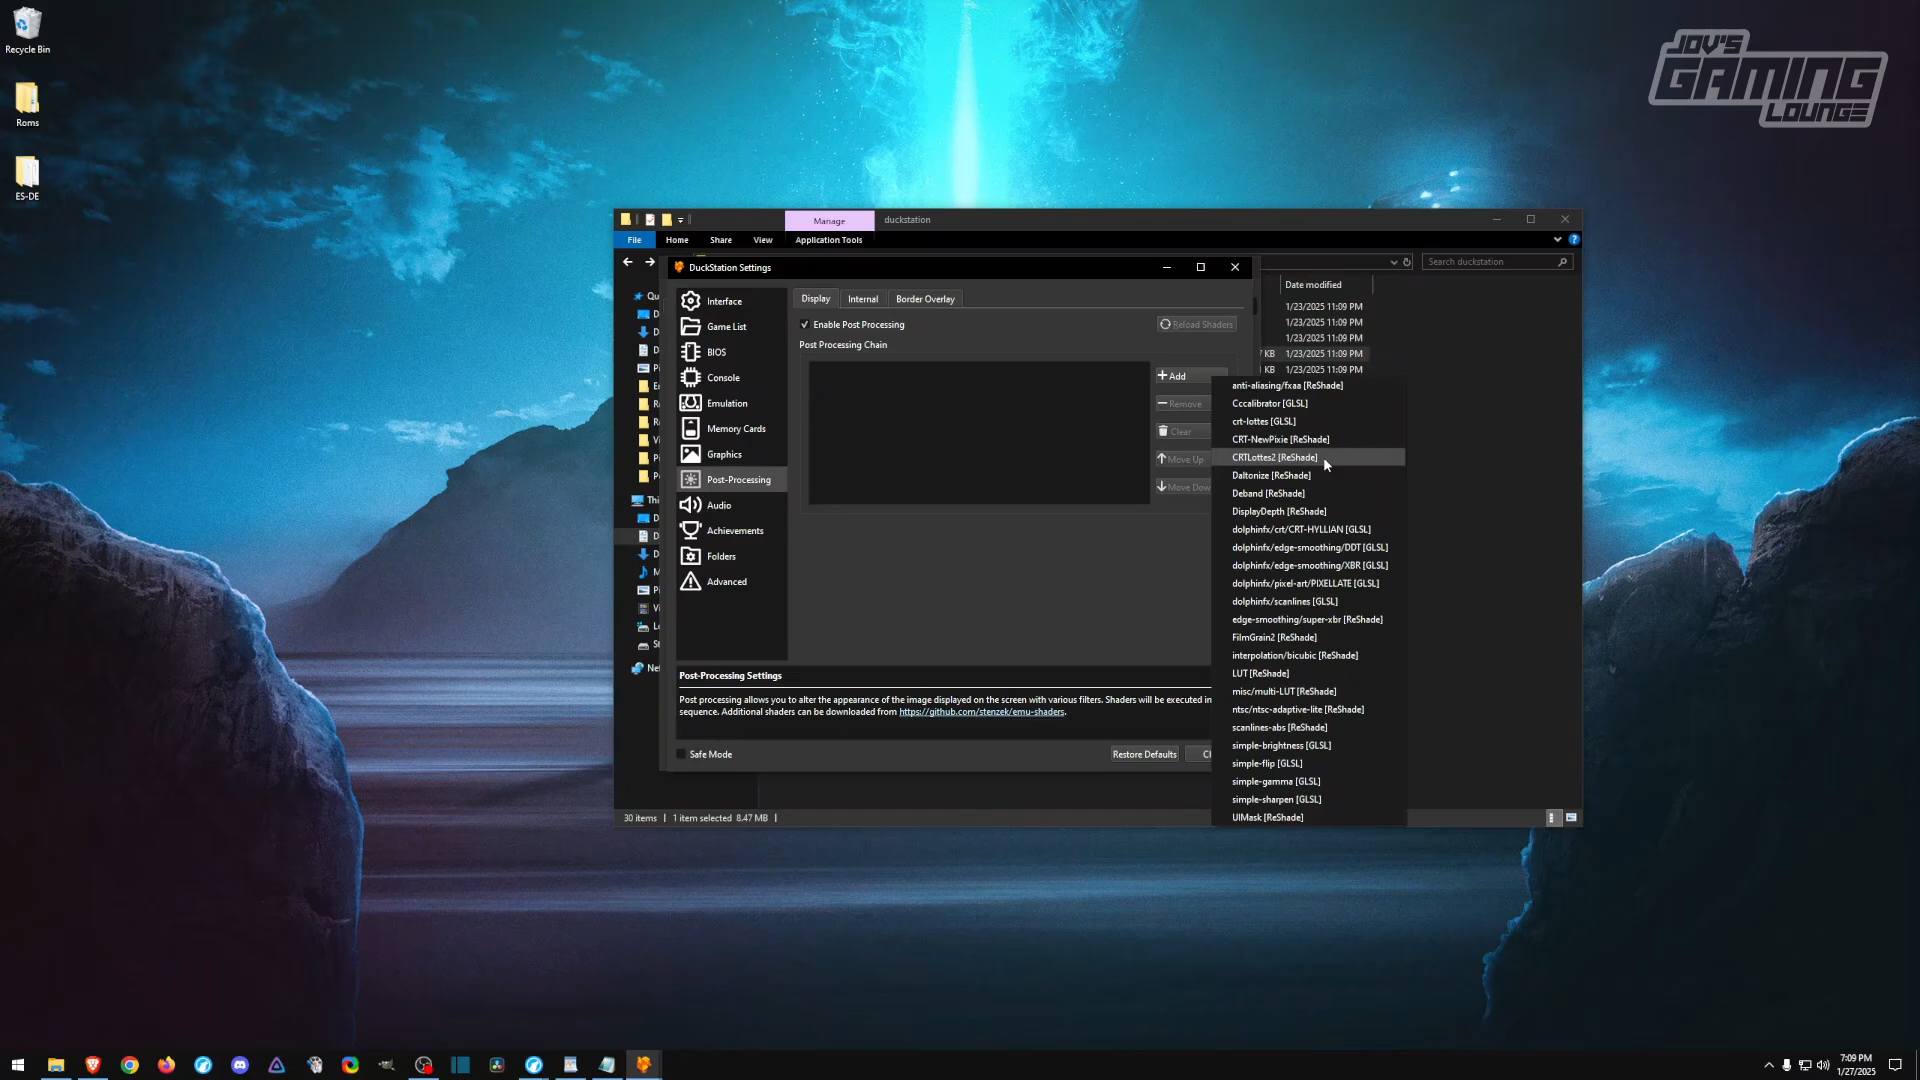 Recycle Bin
Roms
ES-DE
JOV'S
GAMING
LOUNGE
Manage
duckstation
File
Home
Share
View
Application Tools
Search duckstation
DuckStation Settings
Date modified
1/23/2025 11:09 PM
1/23/2025 11:09 PM
1/23/2025 11:09 PM
KB 1/23/2025 11:09 PM
KB 1/23/2025 11:09 PM
Interface
Game List
BIOS
Console
Emulation
Memory Cards
Graphics
Post-Processing
Audio
Achievements
Folders
Advanced
Display
Internal
Border Overlay
Enable Post Processing
Reload Shaders
Post Processing Chain
Add
Remove
Clear
Move Up
Move Dow
anti-aliasing/fxaa [ReShade]
Cccalibrator [GLSL]
crt-lottes [GLSL]
CRT-NewPixie [ReShade]
CRTLottes2 [ReShade]
Daltonize [ReShade]
Deband [ReShade]
DisplayDepth [ReShade]
dolphinfx/crt/CRT-HYLLIAN [GLSL]
dolphinfx/edge-smoothing/DDT [GLSL]
dolphinfx/edge-smoothing/XBR [GLSL]
dolphinfx/pixel-art/PIXELLATE [GLSL]
dolphinfx/scanlines [GLSL]
edge-smoothing/super-xbr [ReShade]
FilmGrain2 [ReShade]
interpolation/bicubic [ReShade]
LUT [ReShade]
misc/multi-LUT [ReShade]
ntsc/ntsc-adaptive-lite [ReShade]
scanlines-abs [ReShade]
simple-brightness [GLSL]
simple-flip [GLSL]
simple-gamma [GLSL]
simple-sharpen [GLSL]
UIMask [ReShade]
Post-Processing Settings
Post processing allows you to alter the appearance of the image displayed on the screen with various filters. Shaders will be executed in
sequence. Additional shaders can be downloaded from https://github.com/stenzek/emu-shaders.
Safe Mode
Restore Defaults
30 items
1 item selected 8.47 MB
7:09 PM
1/27/2025